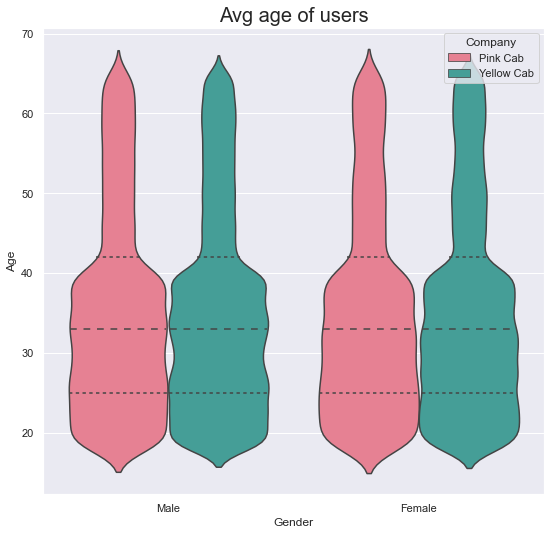 Avg age of users
Company
Pink Cab
Yellow Cab
70
60
50
40
30
20
Age
Male
Female
Gender